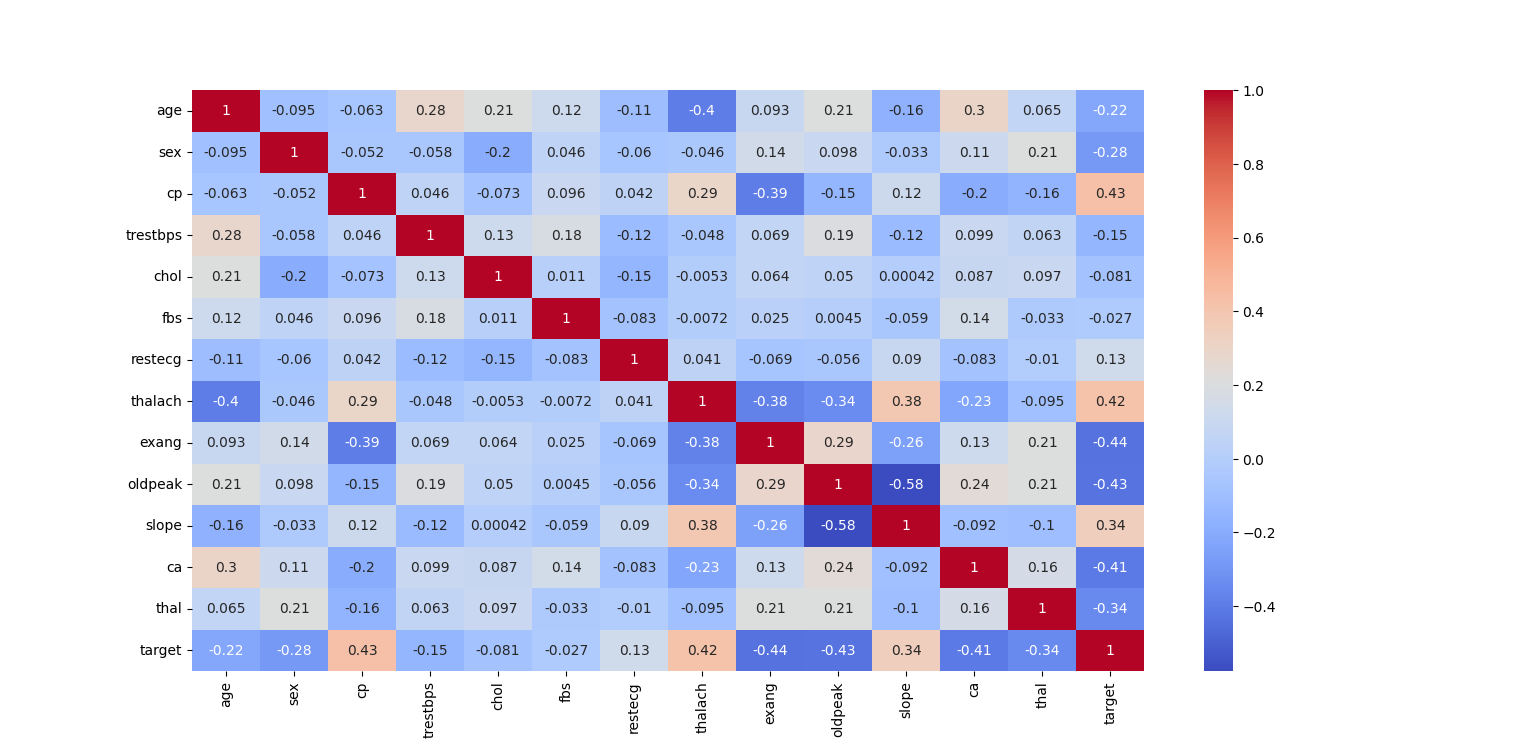 age 1 -0.095 -0.063 0.28 0.21 0.12 -0.11 -0.4 0.093 0.21 -0.16 0.3 0.065 -0.22
sex -0.095 1 -0.052 -0.058 -0.2 0.046 -0.06 -0.046 0.14 0.098 -0.033 0.11 0.21 -0.28
cp -0.063 -0.052 1 0.046 -0.073 0.096 0.042 0.29 -0.39 -0.15 0.12 -0.2 -0.16 0.43
trestbps 0.28 -0.058 0.046 1 0.13 0.18 -0.12 -0.048 0.069 0.19 -0.12 0.099 0.063 -0.15
chol 0.21 -0.2 -0.073 0.13 1 0.011 -0.15 -0.0053 0.064 0.05 0.00042 0.087 0.097 -0.081
fbs 0.12 0.046 0.096 0.18 0.011 1 -0.083 -0.0072 0.025 0.0045 -0.059 0.14 -0.033 -0.027
restecg -0.11 -0.06 0.042 -0.12 -0.15 -0.083 1 0.041 -0.069 -0.056 0.09 -0.083 -0.01 0.13
thalach -0.4 -0.046 0.29 -0.048 -0.0053 -0.0072 0.041 1 -0.38 -0.34 0.38 -0.23 -0.095 0.42
exang 0.093 0.14 -0.39 0.069 0.064 0.025 -0.069 -0.38 1 0.29 -0.26 0.13 0.21 -0.44
oldpeak 0.21 0.098 -0.15 0.19 0.05 0.0045 -0.056 -0.34 0.29 1 -0.58 0.24 0.21 -0.43
slope -0.16 -0.033 0.12 -0.12 0.00042 -0.059 0.09 0.38 -0.26 -0.58 1 -0.092 -0.1 0.34
ca 0.3 0.11 -0.2 0.099 0.087 0.14 -0.083 -0.23 0.13 0.24 -0.092 1 0.16 -0.41
thal 0.065 0.21 -0.16 0.063 0.097 -0.033 -0.01 -0.095 0.21 0.21 -0.1 0.16 1 -0.34
target -0.22 -0.28 0.43 -0.15 -0.081 -0.027 0.13 0.42 -0.44 -0.43 0.34 -0.41 -0.34 1
age sex cp trestbps chol fbs restecg thalach exang oldpeak slope ca thal target
1.0
0.8
0.6
0.4
0.2
0.0
−0.2
−0.4